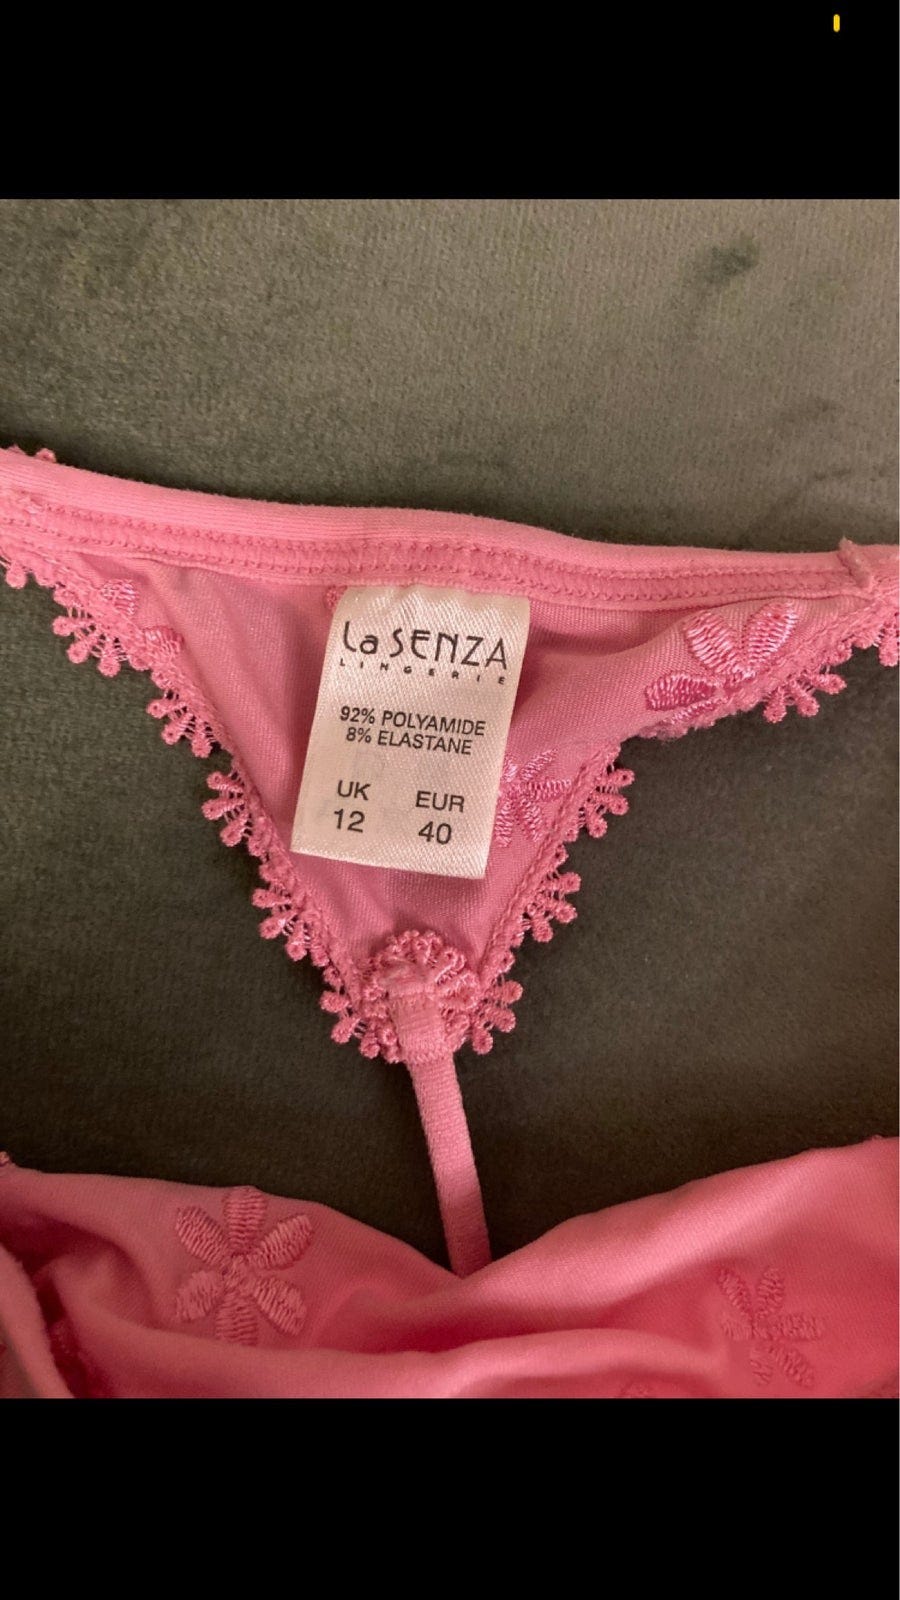 La SENZA
LINGERIE
92% POLYAMIDE
8% ELASTANE
UK EUR
12 40